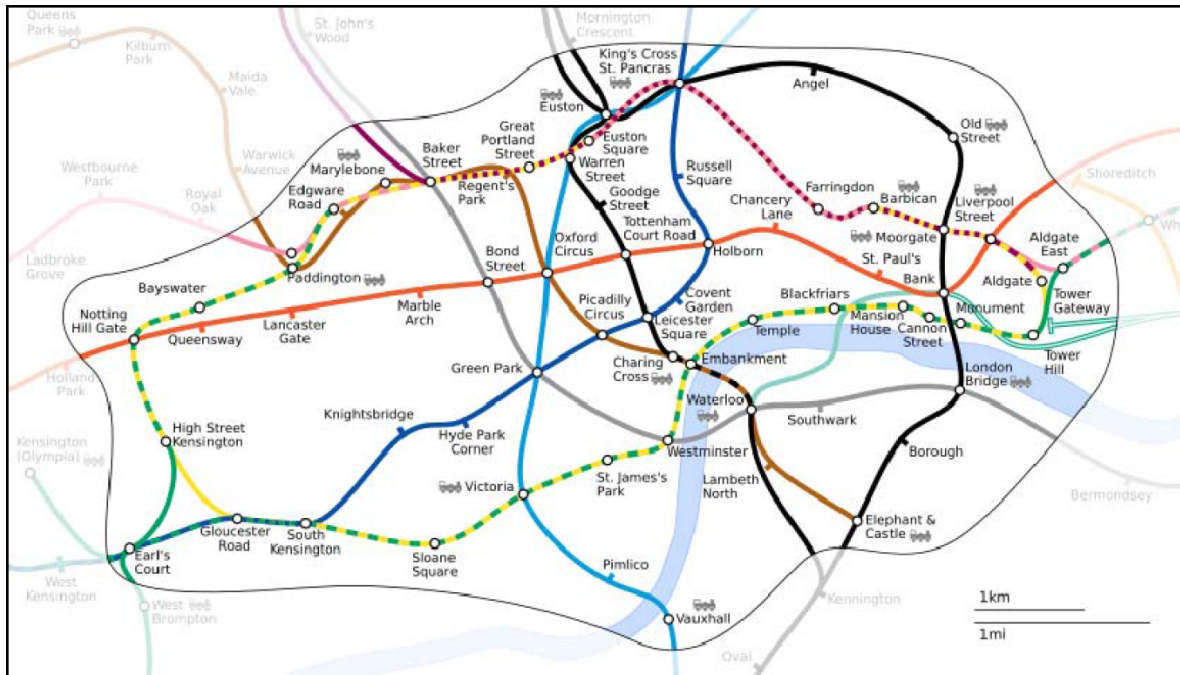 Queens
Park
Kilburn
Park
St. John's
Wood
Mornington
Crescent
King's Cross
St. Pancras
Angel
Maida
Vale
Euston
Old
Street
Westbourne
Park
Warwick
Avenue
Marylebone
Baker
Street
Great
Portland
Street
Euston
Square
Warren
Street
Russell
Square
Farringdon
Barbican
Liverpool
Street
Shoreditch
Royal
Oak
Edgware
Road
Regent's
Park
Goodge
Street
Tottenham
Court Road
Chancery
Lane
Moorgate
Aldgate
East
Wh
Ladbroke
Grove
Paddington
Bond
Street
Oxford
Circus
Holborn
St. Paul's
Bank
Aldgate
Bayswater
Notting
Hill Gate
Queensway
Lancaster
Gate
Marble
Arch
Picadilly
Circus
Covent
Garden
Leicester
Square
Blackfriars
Temple
Mansion
House
Cannon
Street
Monument
Tower
Gateway
Tower
Hill
Holland
Park
Green Park
Charing
Cross
Embankment
London
Bridge
Waterloo
Southwark
High Street
Kensington
Knightsbridge
Hyde Park
Corner
Westminster
Borough
Kensington
(Olympia)
Victoria
St. James's
Park
Lambeth
North
Bermondsey
Earl's
Court
Gloucester
Road
South
Kensington
Sloane
Square
Elephant &
Castle
West
Kensington
West
Brompton
Pimlico
Vauxhall
Kennington
Oval
1km
1mi